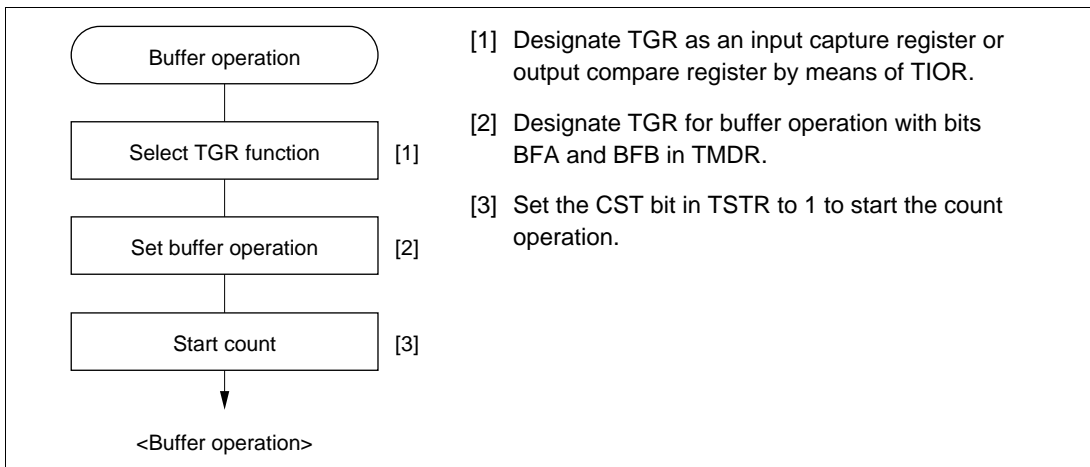 Buffer operation
Select TGR function
[1]
Set buffer operation
[2]
Start count
[3]
<Buffer operation>
[1] Designate TGR as an input capture register or
output compare register by means of TIOR.
[2] Designate TGR for buffer operation with bits
BFA and BFB in TMDR.
[3] Set the CST bit in TSTR to 1 to start the count
operation.